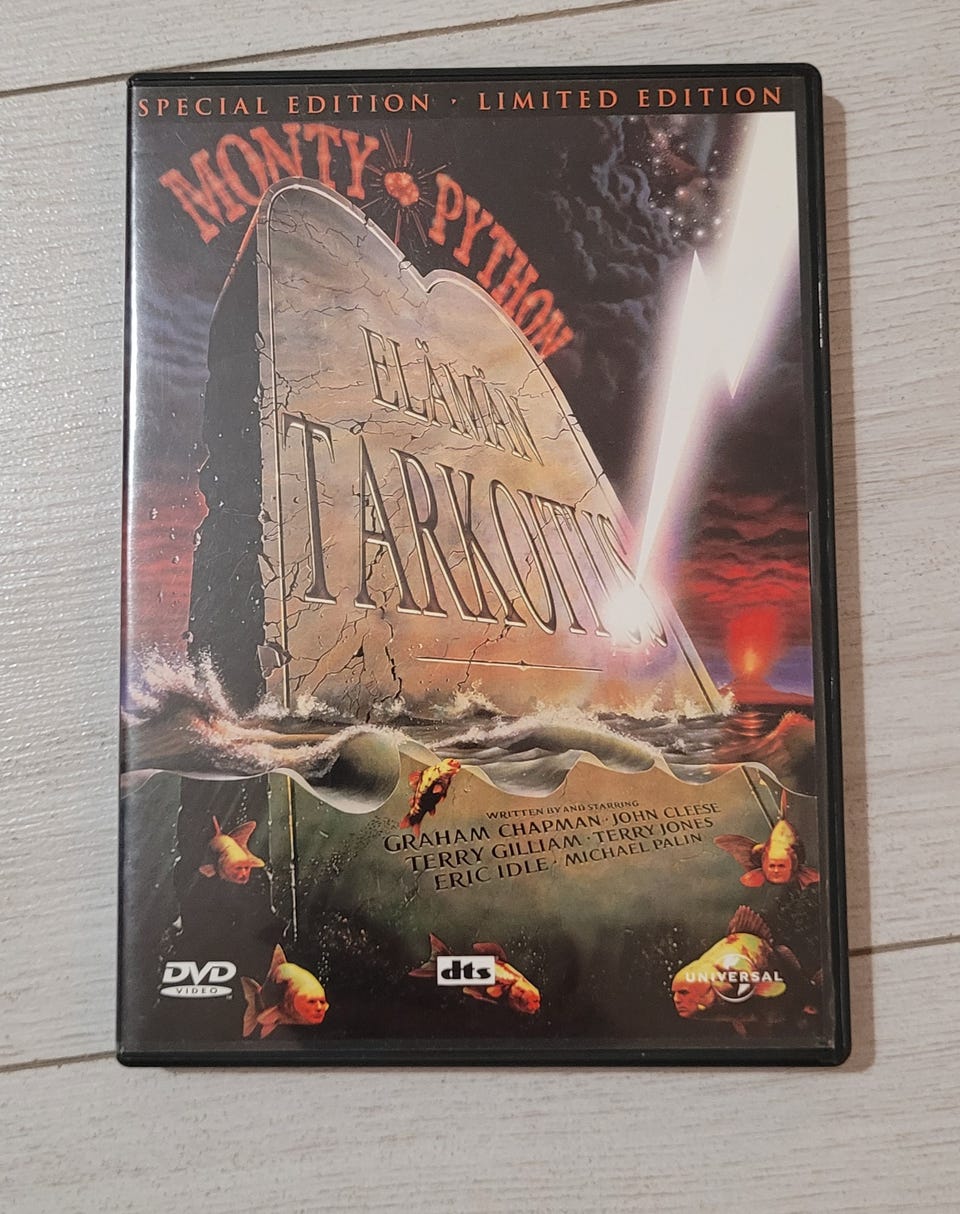 SPECIAL EDITION · LIMITED EDITION
MONTY PYTHON
ELÄMÄN
TARKOITUS
WRITTEN BY AND STARRING
GRAHAM CHAPMAN · JOHN CLEESE
TERRY GILLIAM · TERRY JONES
ERIC IDLE · MICHAEL PALIN
DVD
VIDEO
dts
UNIVERSAL